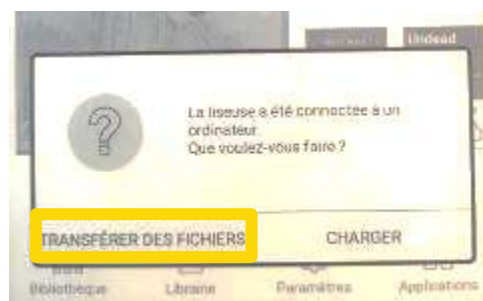 Undead
La liseuse a été connectée à un
ordinateur.
Que voulez-vous faire ?
TRANSFÉRER DES FICHIERS
CHARGER
Bibliothèque
Librairie
Paramètres
Applications